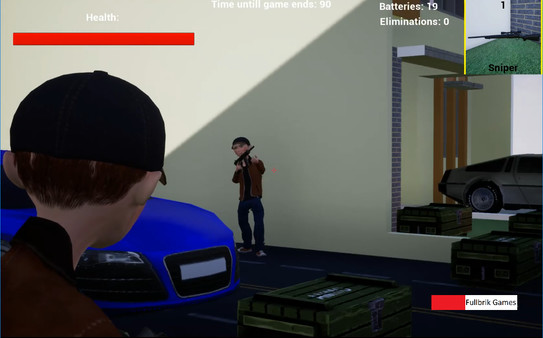 Time untill game ends: 90
Batteries: 19
1
Health:
Eliminations: 0
Sniper
Fullbrik Games